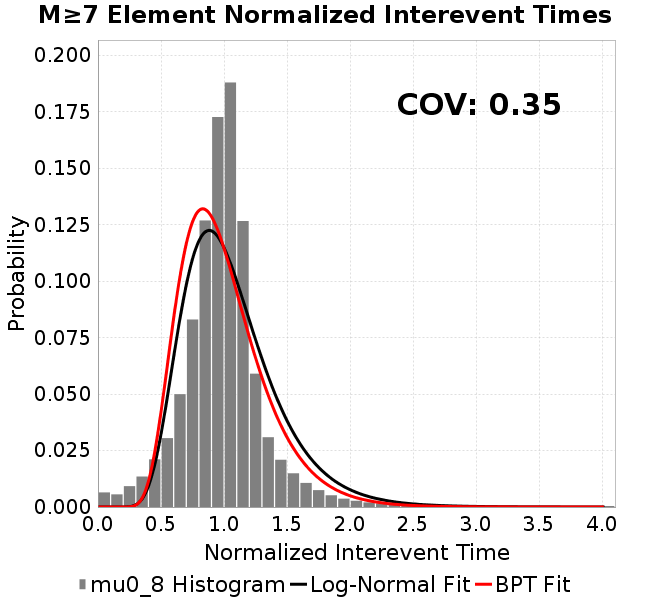 M≥7 Element Normalized Interevent Times
COV: 0.35
Probability
0.200
0.175
0.150
0.125
0.100
0.075
0.050
0.025
0.000
0.0 0.5 1.0 1.5 2.0 2.5 3.0 3.5 4.0
Normalized Interevent Time
mu0_8 Histogram Log-Normal Fit BPT Fit